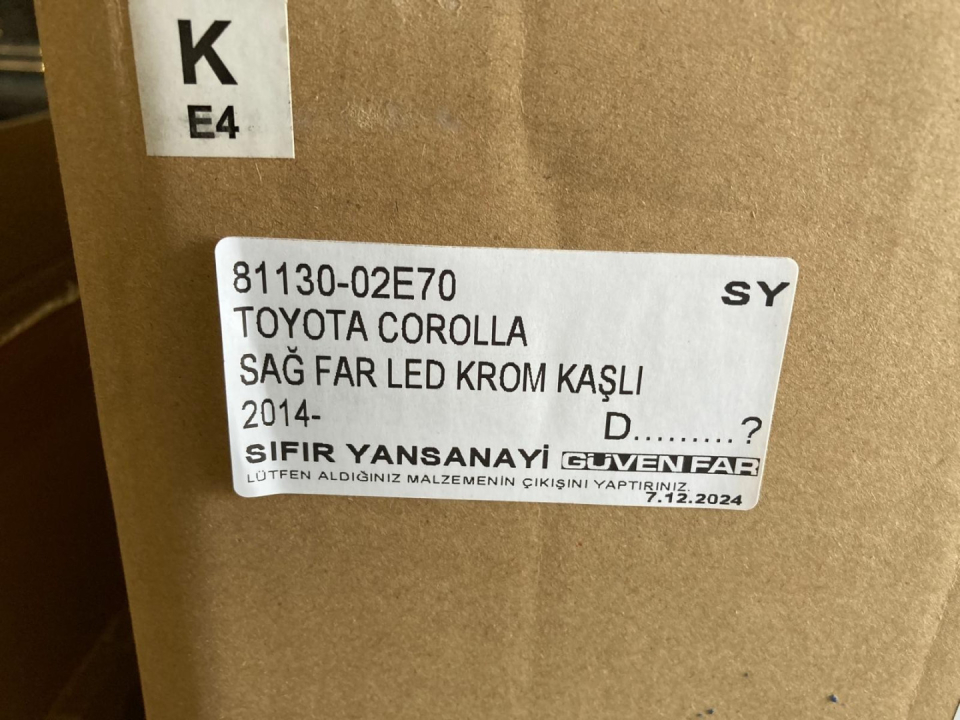 K
E4
81130-02E70
SY
TOYOTA COROLLA
SAĞ FAR LED KROM KAŞLI
2014-
D.........?
SIFIR YANSANAYİ GÜVEN FAR
LÜTFEN ALDIĞINIZ MALZEMENİN ÇIKIŞINI YAPTIRINIZ.
7.12.2024